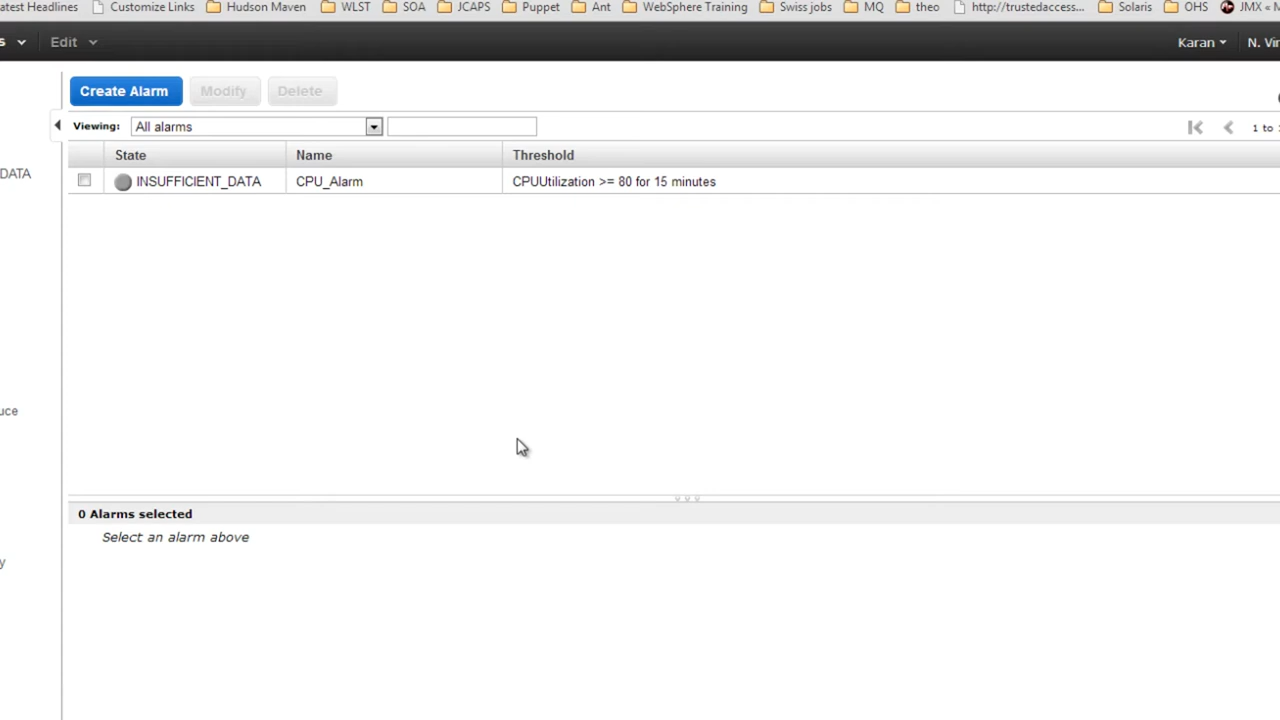 atest Headlines Customize Links Hudson Maven WLST SOA JCAPS Puppet Ant WebSphere Training Swiss jobs MQ theo http://trustedaccess... Solaris OHS JMX « M
s Edit Karan N. Vir
Create Alarm Modify Delete
Viewing: All alarms 1 to
State Name Threshold
DATA
INSUFFICIENT_DATA CPU_Alarm CPUUtilization >= 80 for 15 minutes
uce
0 Alarms selected
Select an alarm above
y